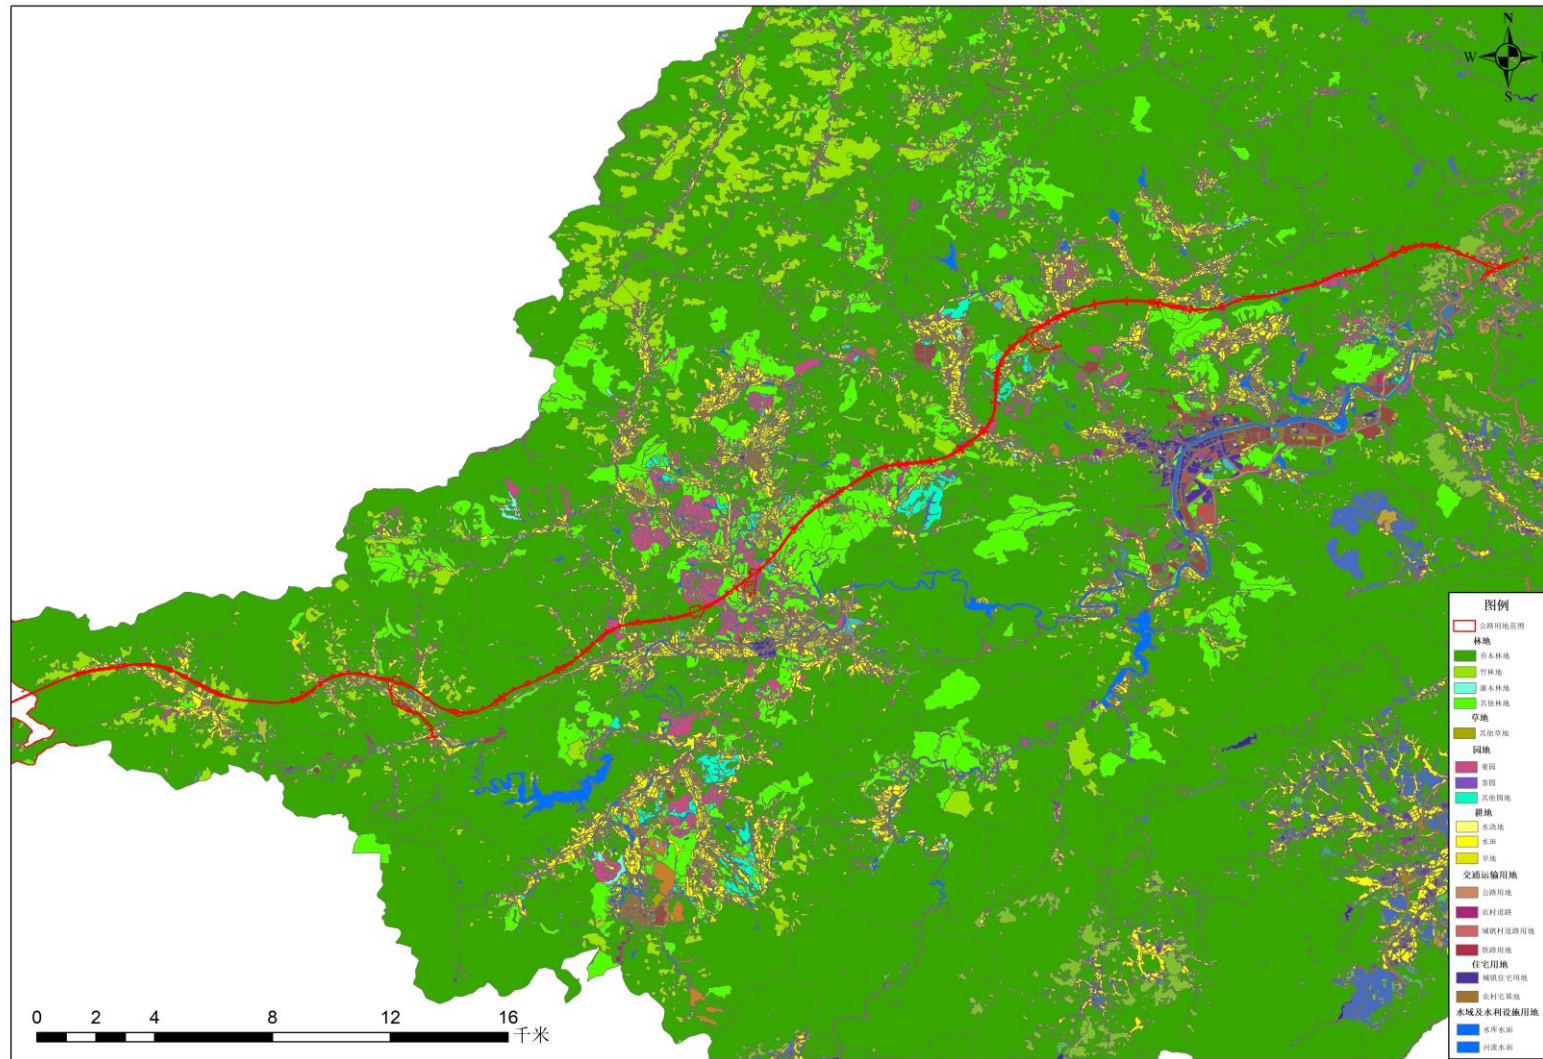 N
W
S
图例
公路用地范围
林地
乔木林地
竹林地
灌木林地
其他林地
草地
其他草地
园地
果园
茶园
其他园地
耕地
水浇地
水田
旱地
交通运输用地
公路用地
农村道路
城镇村道路用地
铁路用地
住宅用地
城镇住宅用地
农村宅基地
水域及水利设施用地
水库水面
河流水面
0 2 4 8 12 16 千米